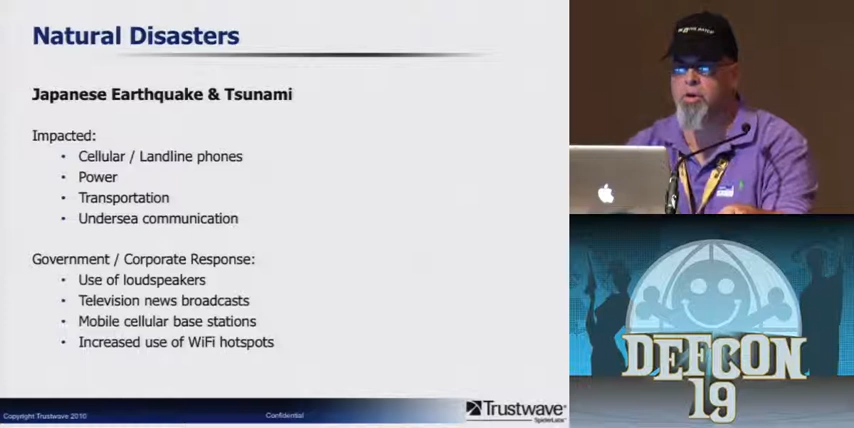 Natural Disasters
Japanese Earthquake & Tsunami
Impacted:
• Cellular / Landline phones
• Power
• Transportation
• Undersea communication
Government / Corporate Response:
• Use of loudspeakers
• Television news broadcasts
• Mobile cellular base stations
• Increased use of WiFi hotspots
Copyright Trustwave 2010
Confidential
Trustwave
SpiderLabs
DEFCON
19